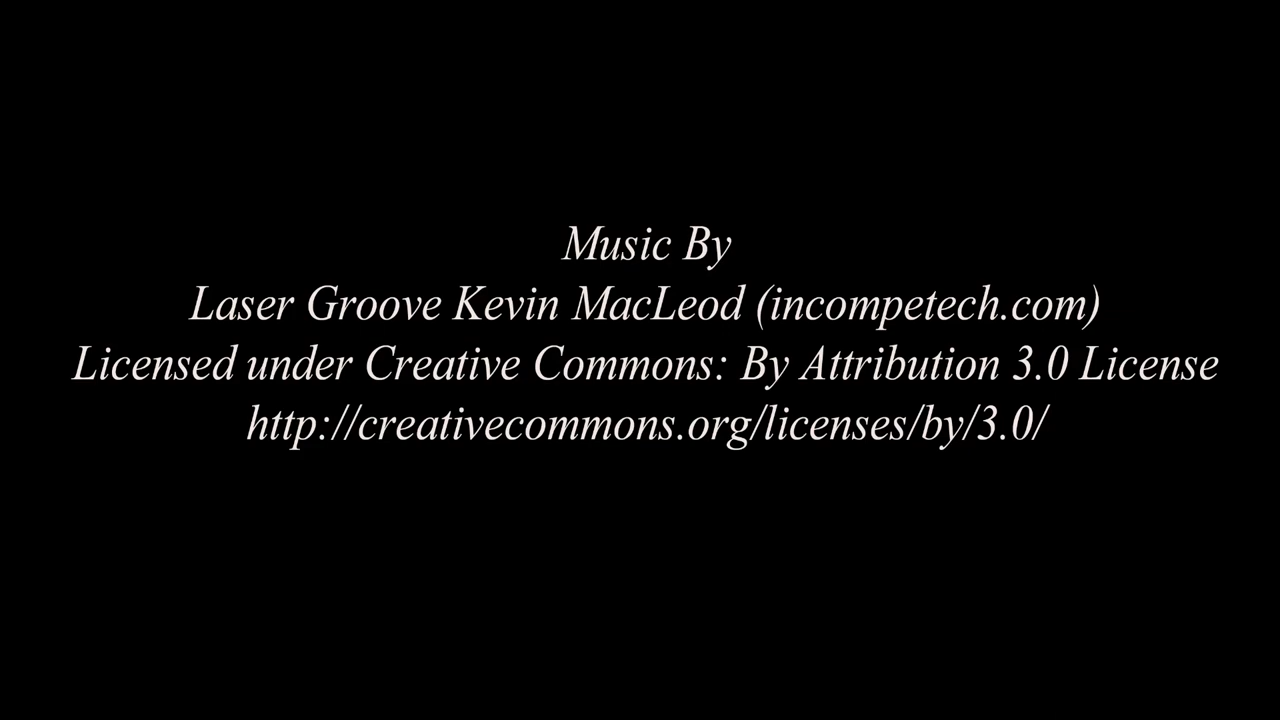 Music By
Laser Groove Kevin MacLeod (incompetech.com)
Licensed under Creative Commons: By Attribution 3.0 License
http://creativecommons.org/licenses/by/3.0/